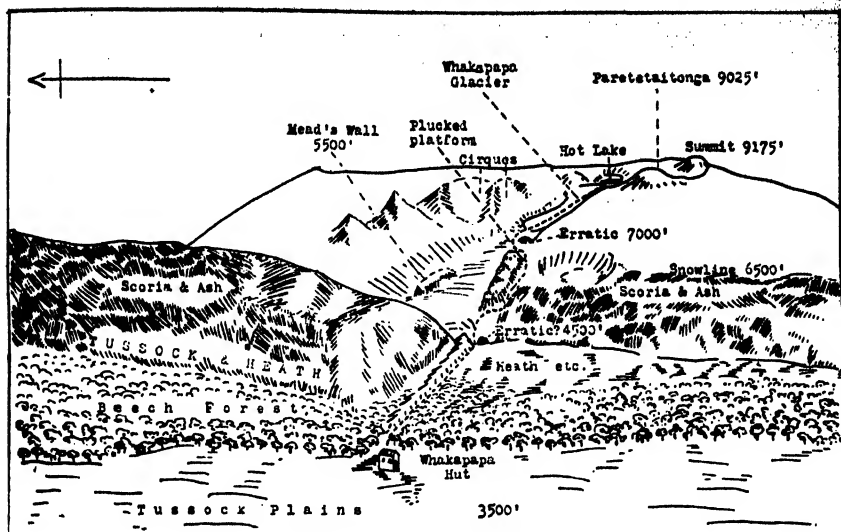 Whakapapa
Glacier
Paretetaitonga 9025'
Mead's Wall
5500'
Plucked
platform
Cirques
Hot Lake
Summit 9175'
Erratic 7000'
Snowline 6500'
Scoria & Ash
Scoria & Ash
Erratic? 4500'
USSOCK & HEATH
Heath etc.
Beech Forest
Whakapapa
Hut
Tussock Plains 3500'